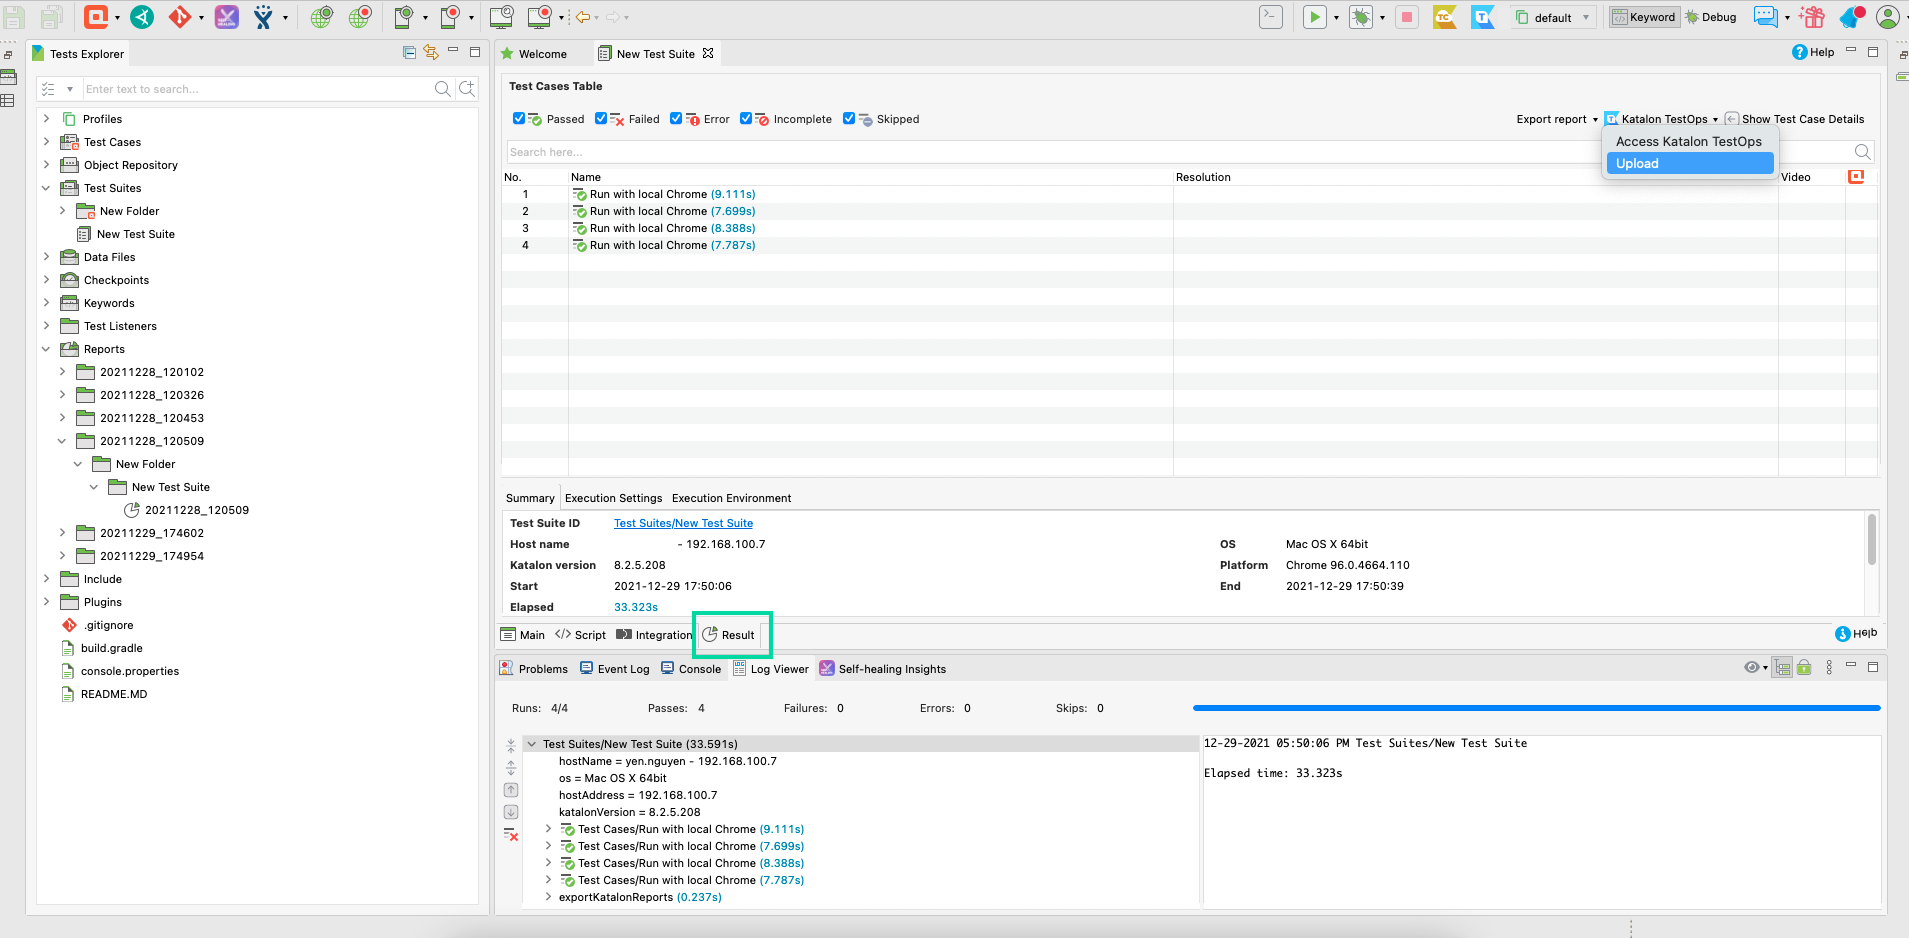 default
Keyword
Debug
Tests Explorer
Welcome
New Test Suite
Help
Enter text to search...
Profiles
Test Cases
Object Repository
Test Suites
New Folder
New Test Suite
Data Files
Checkpoints
Keywords
Test Listeners
Reports
20211228_120102
20211228_120326
20211228_120453
20211228_120509
New Folder
New Test Suite
20211228_120509
20211229_174602
20211229_174954
Include
Plugins
.gitignore
build.gradle
console.properties
README.MD
Test Cases Table
Passed Failed Error Incomplete Skipped
Export report Katalon TestOps Show Test Case Details
Access Katalon TestOps
Upload
Search here...
No. Name Resolution Video
1 Run with local Chrome (9.111s)
2 Run with local Chrome (7.699s)
3 Run with local Chrome (8.388s)
4 Run with local Chrome (7.787s)
Summary Execution Settings Execution Environment
Test Suite ID Test Suites/New Test Suite
Host name - 192.168.100.7 OS Mac OS X 64bit
Katalon version 8.2.5.208 Platform Chrome 96.0.4664.110
Start 2021-12-29 17:50:06 End 2021-12-29 17:50:39
Elapsed 33.323s
Main Script Integration Result Help
Problems Event Log Console Log Viewer Self-healing Insights
Runs: 4/4 Passes: 4 Failures: 0 Errors: 0 Skips: 0
Test Suites/New Test Suite (33.591s)
hostName = yen.nguyen - 192.168.100.7
os = Mac OS X 64bit
hostAddress = 192.168.100.7
katalonVersion = 8.2.5.208
Test Cases/Run with local Chrome (9.111s)
Test Cases/Run with local Chrome (7.699s)
Test Cases/Run with local Chrome (8.388s)
Test Cases/Run with local Chrome (7.787s)
exportKatalonReports (0.237s)
12-29-2021 05:50:06 PM Test Suites/New Test Suite
Elapsed time: 33.323s